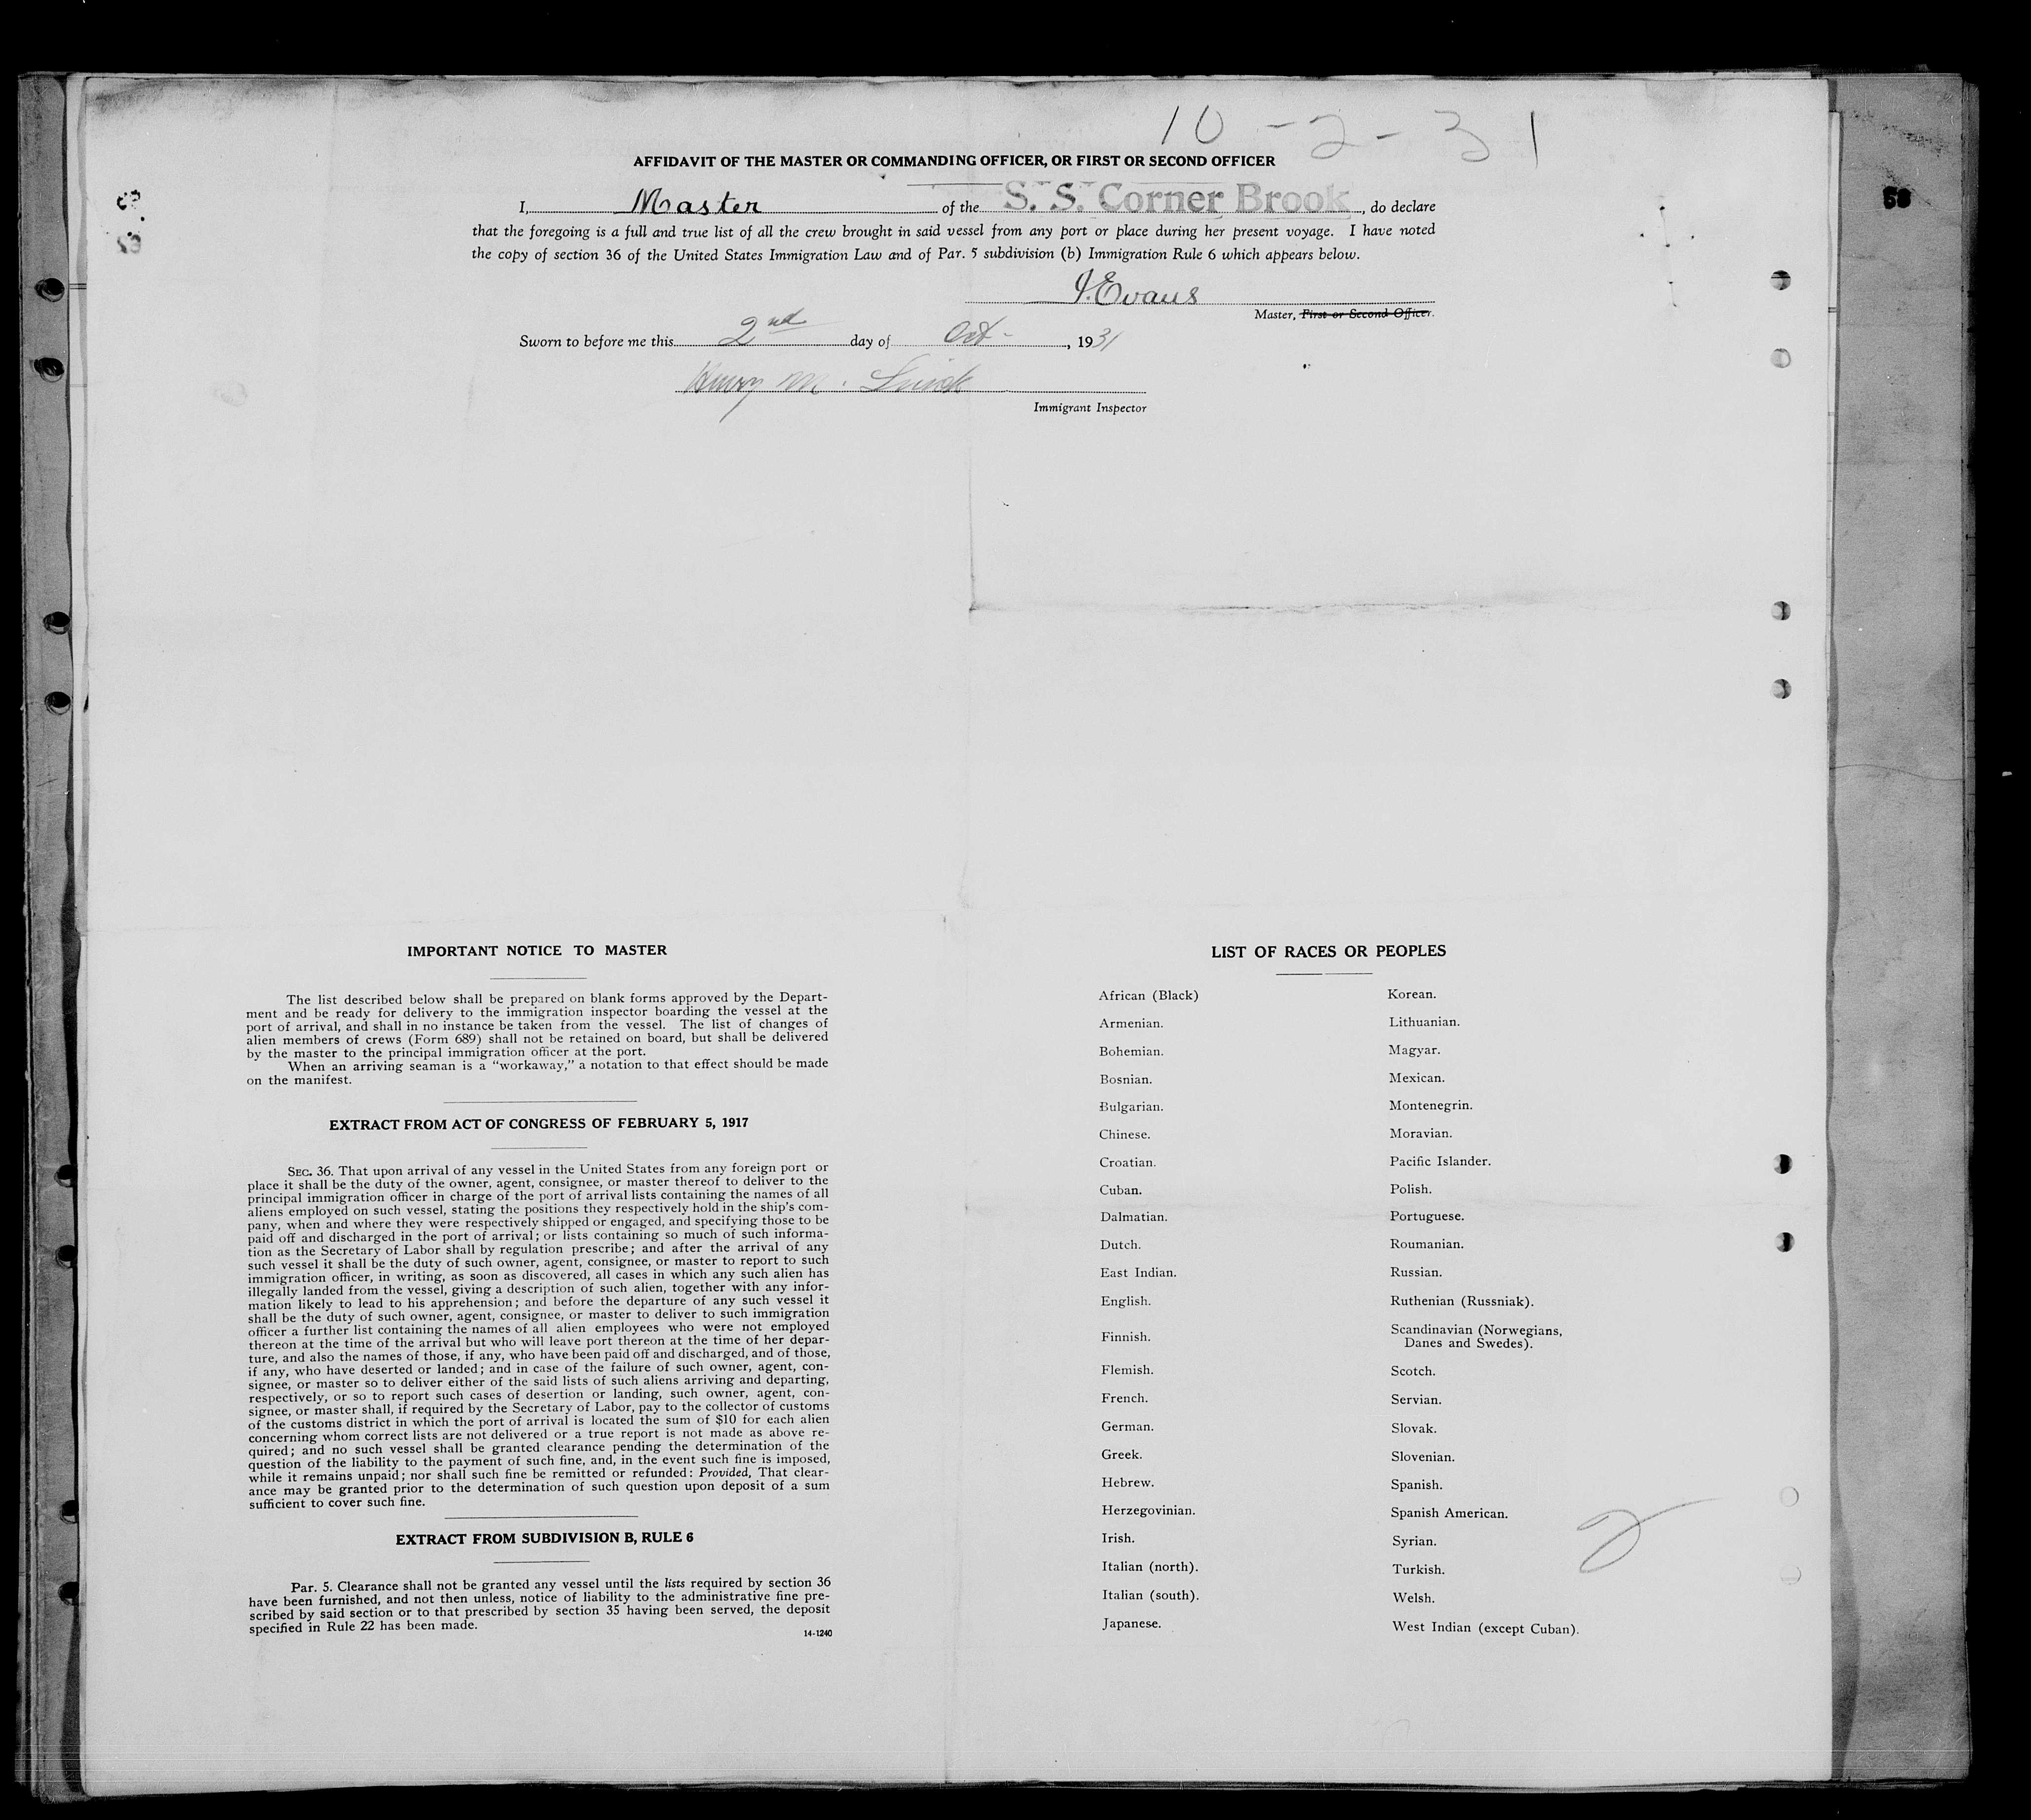 10-2-31
AFFIDAVIT OF THE MASTER OR COMMANDING OFFICER, OR FIRST OR SECOND OFFICER
I, Master of the S. S. Corner Brook, do declare
that the foregoing is a full and true list of all the crew brought in said vessel from any port or place during her present voyage. I have noted
the copy of section 36 of the United States Immigration Law and of Par. 5 subdivision (b) Immigration Rule 6 which appears below.
J. Evans
Master, First or Second Officer.
Sworn to before me this 2nd day of Oct-, 1931
Henry M.
Immigrant Inspector
IMPORTANT NOTICE TO MASTER
The list described below shall be prepared on blank forms approved by the Depart-
ment and be ready for delivery to the immigration inspector boarding the vessel at the
port of arrival, and shall in no instance be taken from the vessel. The list of changes of
alien members of crews (Form 689) shall not be retained on board, but shall be delivered
by the master to the principal immigration officer at the port.
When an arriving seaman is a "workaway," a notation to that effect should be made
on the manifest.
EXTRACT FROM ACT OF CONGRESS OF FEBRUARY 5, 1917
SEC. 36. That upon arrival of any vessel in the United States from any foreign port or
place it shall be the duty of the owner, agent, consignee, or master thereof to deliver to the
principal immigration officer in charge of the port of arrival lists containing the names of all
aliens employed on such vessel, stating the positions they respectively hold in the ship's com-
pany, when and where they were respectively shipped or engaged, and specifying those to be
paid off and discharged in the port of arrival; or lists containing so much of such informa-
tion as the Secretary of Labor shall by regulation prescribe; and after the arrival of any
such vessel it shall be the duty of such owner, agent, consignee, or master to report to such
immigration officer, in writing, as soon as discovered, all cases in which any such alien has
illegally landed from the vessel, giving a description of such alien, together with any infor-
mation likely to lead to his apprehension; and before the departure of any such vessel it
shall be the duty of such owner, agent, consignee, or master to deliver to such immigration
officer a further list containing the names of all alien employees who were not employed
thereon at the time of the arrival but who will leave port thereon at the time of her depar-
ture, and also the names of those, if any, who have been paid off and discharged, and of those,
if any, who have deserted or landed; and in case of the failure of such owner, agent, con-
signee, or master so to deliver either of the said lists of such aliens arriving and departing,
respectively, or so to report such cases of desertion or landing, such owner, agent, con-
signee, or master shall, if required by the Secretary of Labor, pay to the collector of customs
of the customs district in which the port of arrival is located the sum of $10 for each alien
concerning whom correct lists are not delivered or a true report is not made as above re-
quired; and no such vessel shall be granted clearance pending the determination of the
question of the liability to the payment of such fine, and, in the event such fine is imposed,
while it remains unpaid; nor shall such fine be remitted or refunded: Provided, That clear-
ance may be granted prior to the determination of such question upon deposit of a sum
sufficient to cover such fine.
EXTRACT FROM SUBDIVISION B, RULE 6
Par. 5. Clearance shall not be granted any vessel until the lists required by section 36
have been furnished, and not then unless, notice of liability to the administrative fine pre-
scribed by said section or to that prescribed by section 35 having been served, the deposit
specified in Rule 22 has been made.
14-1240
LIST OF RACES OR PEOPLES
African (Black)
Armenian.
Bohemian.
Bosnian.
Bulgarian.
Chinese.
Croatian.
Cuban.
Dalmatian.
Dutch.
East Indian.
English.
Finnish.
Flemish.
French.
German.
Greek.
Hebrew.
Herzegovinian.
Irish.
Italian (north).
Italian (south).
Japanese.
Korean.
Lithuanian.
Magyar.
Mexican.
Montenegrin.
Moravian.
Pacific Islander.
Polish.
Portuguese.
Roumanian.
Russian.
Ruthenian (Russniak).
Scandinavian (Norwegians,
Danes and Swedes).
Scotch.
Servian.
Slovak.
Slovenian.
Spanish.
Spanish American.
Syrian.
Turkish.
Welsh.
West Indian (except Cuban).
2